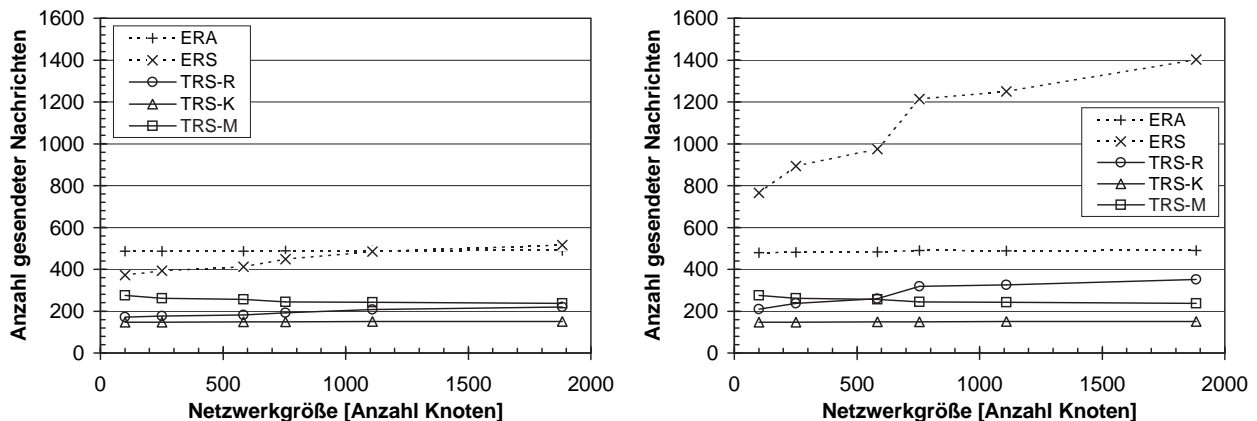 1600
1400
1200
1000
800
600
400
200
0
Anzahl gesendeter Nachrichten
ERA
ERS
TRS-R
TRS-K
TRS-M
0 500 1000 1500 2000
Netzwerkgröße [Anzahl Knoten]
1600
1400
1200
1000
800
600
400
200
0
Anzahl gesendeter Nachrichten
ERA
ERS
TRS-R
TRS-K
TRS-M
0 500 1000 1500 2000
Netzwerkgröße [Anzahl Knoten]